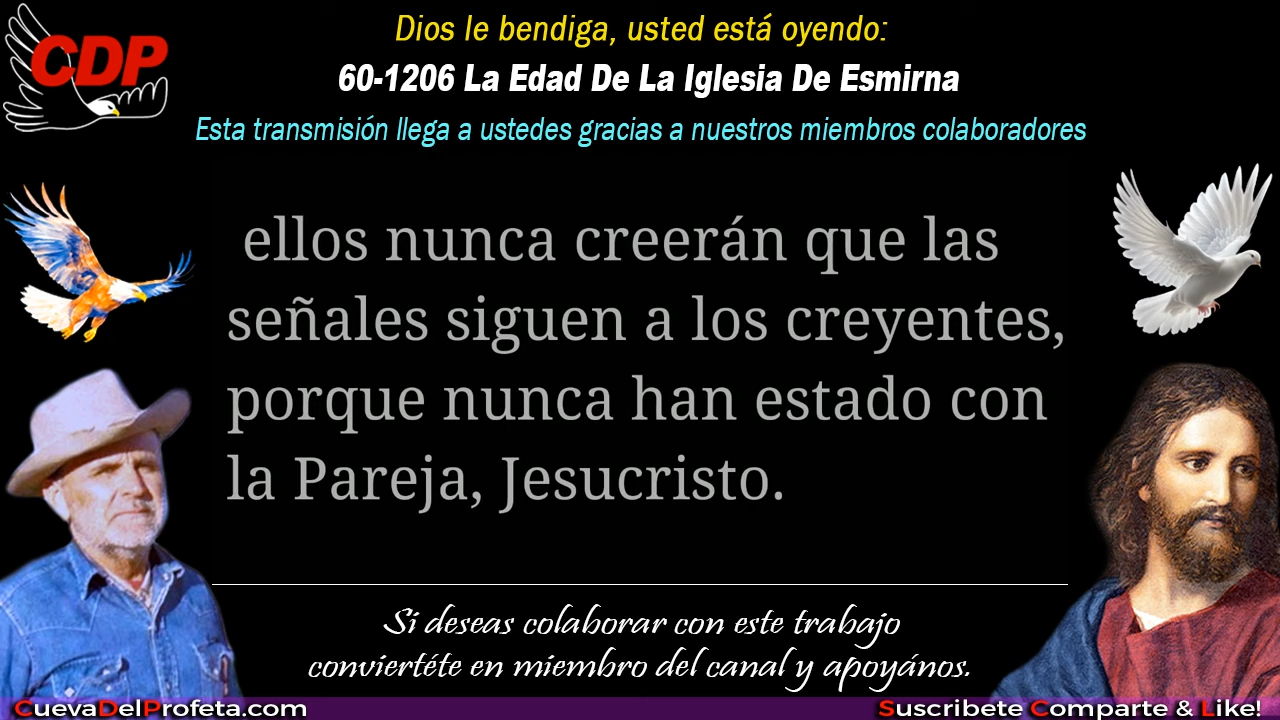 CDP
Dios le bendiga, usted está oyendo:
60-1206 La Edad De La Iglesia De Esmirna
Esta transmisión llega a ustedes gracias a nuestros miembros colaboradores
ellos nunca creerán que las
señales siguen a los creyentes,
porque nunca han estado con
la Pareja, Jesucristo.
Si deseas colaborar con este trabajo
conviertéte en miembro del canal y apoyános.
CuevaDelProfeta.com
Suscribete Comparte & Like!